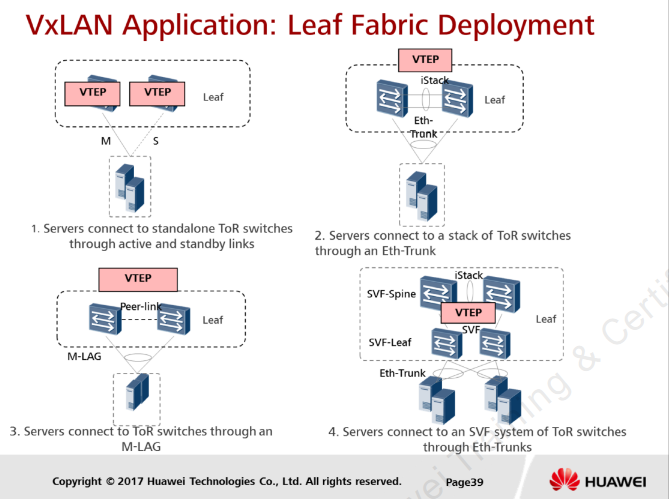 VxLAN Application: Leaf Fabric Deployment
VTEP
VTEP
Leaf
M
S
1. Servers connect to standalone ToR switches
through active and standby links
VTEP
iStack
Leaf
Eth-
Trunk
2. Servers connect to a stack of ToR switches
through an Eth-Trunk
VTEP
Peer-link
Leaf
M-LAG
3. Servers connect to ToR switches through an
M-LAG
iStack
SVF-Spine
VTEP
Leaf
SVF
SVF-Leaf
Eth-Trunk
4. Servers connect to an SVF system of ToR switches
through Eth-Trunks
Copyright © 2017 Huawei Technologies Co., Ltd. All rights reserved.
Page39
HUAWEI